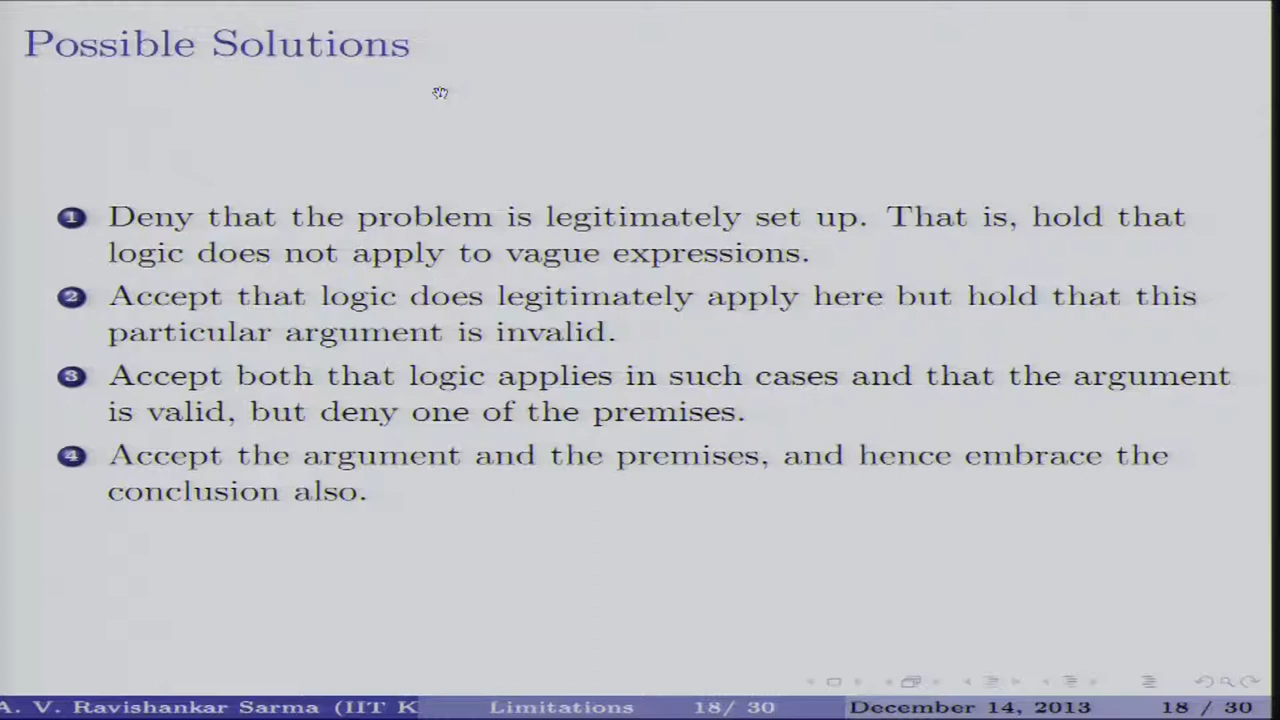 Possible Solutions
1 Deny that the problem is legitimately set up. That is, hold that
logic does not apply to vague expressions.
2 Accept that logic does legitimately apply here but hold that this
particular argument is invalid.
3 Accept both that logic applies in such cases and that the argument
is valid, but deny one of the premises.
4 Accept the argument and the premises, and hence embrace the
conclusion also.
A. V. Ravishankar Sarma (IIT K Limitations 18/ 30 December 14, 2013 18 / 30